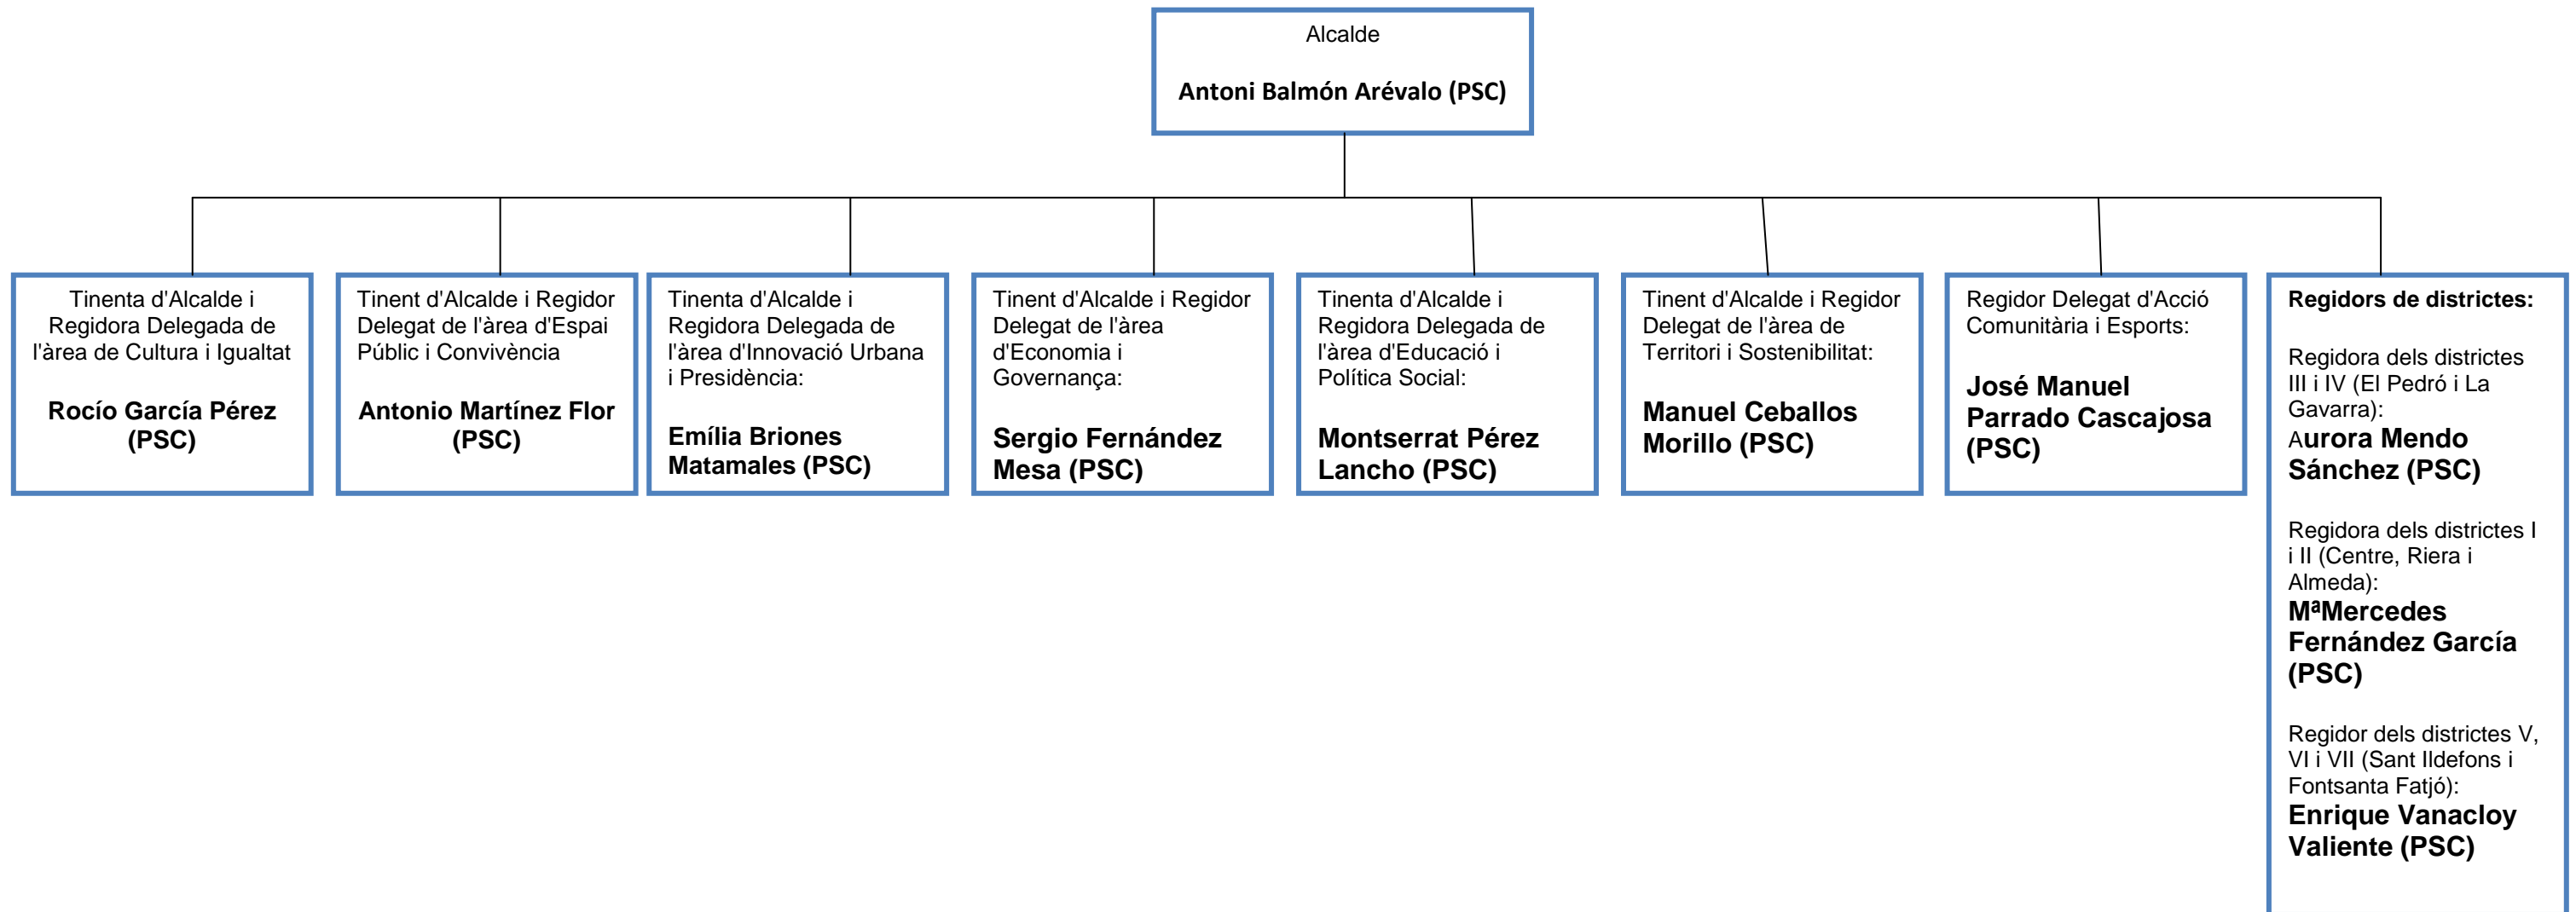 Alcalde
Antoni Balmón Arévalo (PSC)
Tinenta d'Alcalde i
Regidora Delegada de
l'àrea de Cultura i Igualtat
Rocío García Pérez
(PSC)
Tinent d'Alcalde i Regidor
Delegat de l'àrea d'Espai
Públic i Convivència
Antonio Martínez Flor
(PSC)
Tinenta d'Alcalde i
Regidora Delegada de
l'àrea d'Innovació Urbana
i Presidència:
Emília Briones
Matamales (PSC)
Tinent d'Alcalde i Regidor
Delegat de l'àrea
d'Economia i
Governança:
Sergio Fernández
Mesa (PSC)
Tinenta d'Alcalde i
Regidora Delegada de
l'àrea d'Educació i
Política Social:
Montserrat Pérez
Lancho (PSC)
Tinent d'Alcalde i Regidor
Delegat de l'àrea de
Territori i Sostenibilitat:
Manuel Ceballos
Morillo (PSC)
Regidor Delegat d'Acció
Comunitària i Esports:
José Manuel
Parrado Cascajosa
(PSC)
Regidors de districtes:
Regidora dels districtes
III i IV (El Pedró i La
Gavarra):
Aurora Mendo
Sánchez (PSC)
Regidora dels districtes I
i II (Centre, Riera i
Almeda):
MªMercedes
Fernández García
(PSC)
Regidor dels districtes V,
VI i VII (Sant Ildefons i
Fontsanta Fatjó):
Enrique Vanacloy
Valiente (PSC)